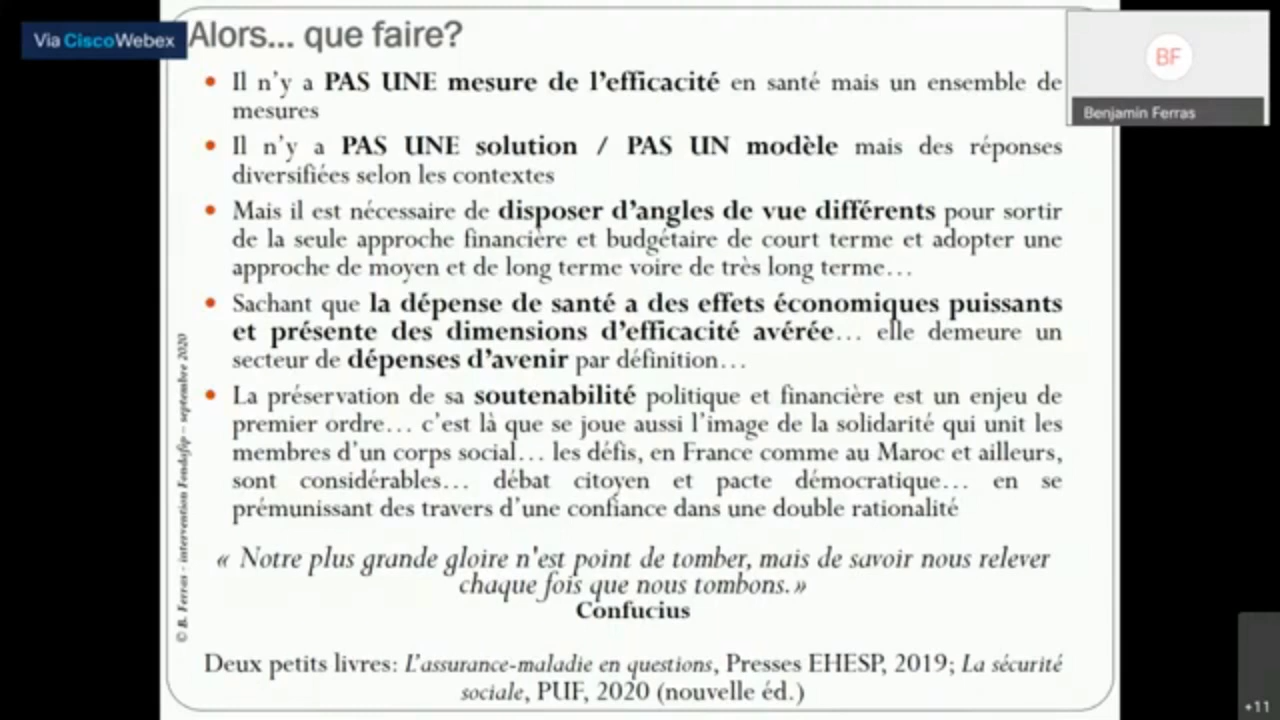 Via CiscoWebex
Alors... que faire?
BF
Benjamin Ferras
• Il n'y a PAS UNE mesure de l'efficacité en santé mais un ensemble de
mesures
• Il n'y a PAS UNE solution / PAS UN modèle mais des réponses
diversifiées selon les contextes
• Mais il est nécessaire de disposer d'angles de vue différents pour sortir
de la seule approche financière et budgétaire de court terme et adopter une
approche de moyen et de long terme voire de très long terme...
• Sachant que la dépense de santé a des effets économiques puissants
et présente des dimensions d'efficacité avérée... elle demeure un
secteur de dépenses d'avenir par définition...
• La préservation de sa soutenabilité politique et financière est un enjeu de
premier ordre... c'est là que se joue aussi l'image de la solidarité qui unit les
membres d'un corps social... les défis, en France comme au Maroc et ailleurs,
sont considérables... débat citoyen et pacte démocratique... en se
prémunissant des travers d'une confiance dans une double rationalité
« Notre plus grande gloire n'est point de tomber, mais de savoir nous relever
chaque fois que nous tombons.»
Confucius
Deux petits livres: L'assurance-maladie en questions, Presses EHESP, 2019; La sécurité
sociale, PUF, 2020 (nouvelle éd.)
© B. Ferras - intervention Fondafip – septembre 2020
+11